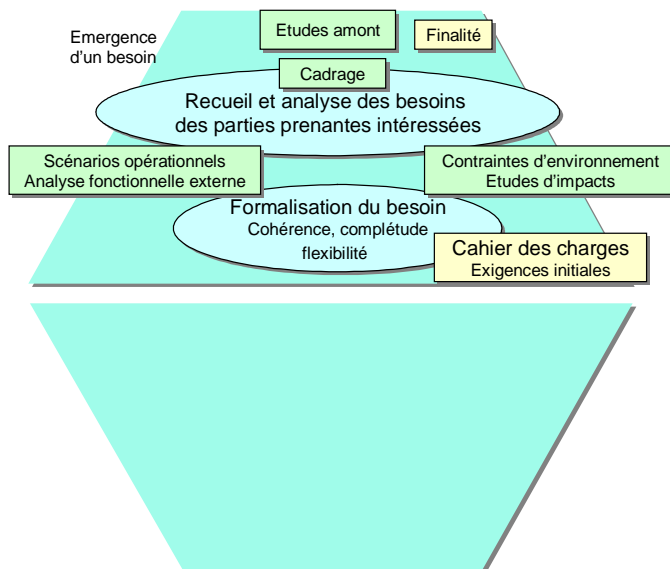 Emergence
d'un besoin
Etudes amont
Finalité
Cadrage
Recueil et analyse des besoins
des parties prenantes intéressées
Scénarios opérationnels
Analyse fonctionnelle externe
Contraintes d'environnement
Etudes d'impacts
Formalisation du besoin
Cohérence, complétude
flexibilité
Cahier des charges
Exigences initiales